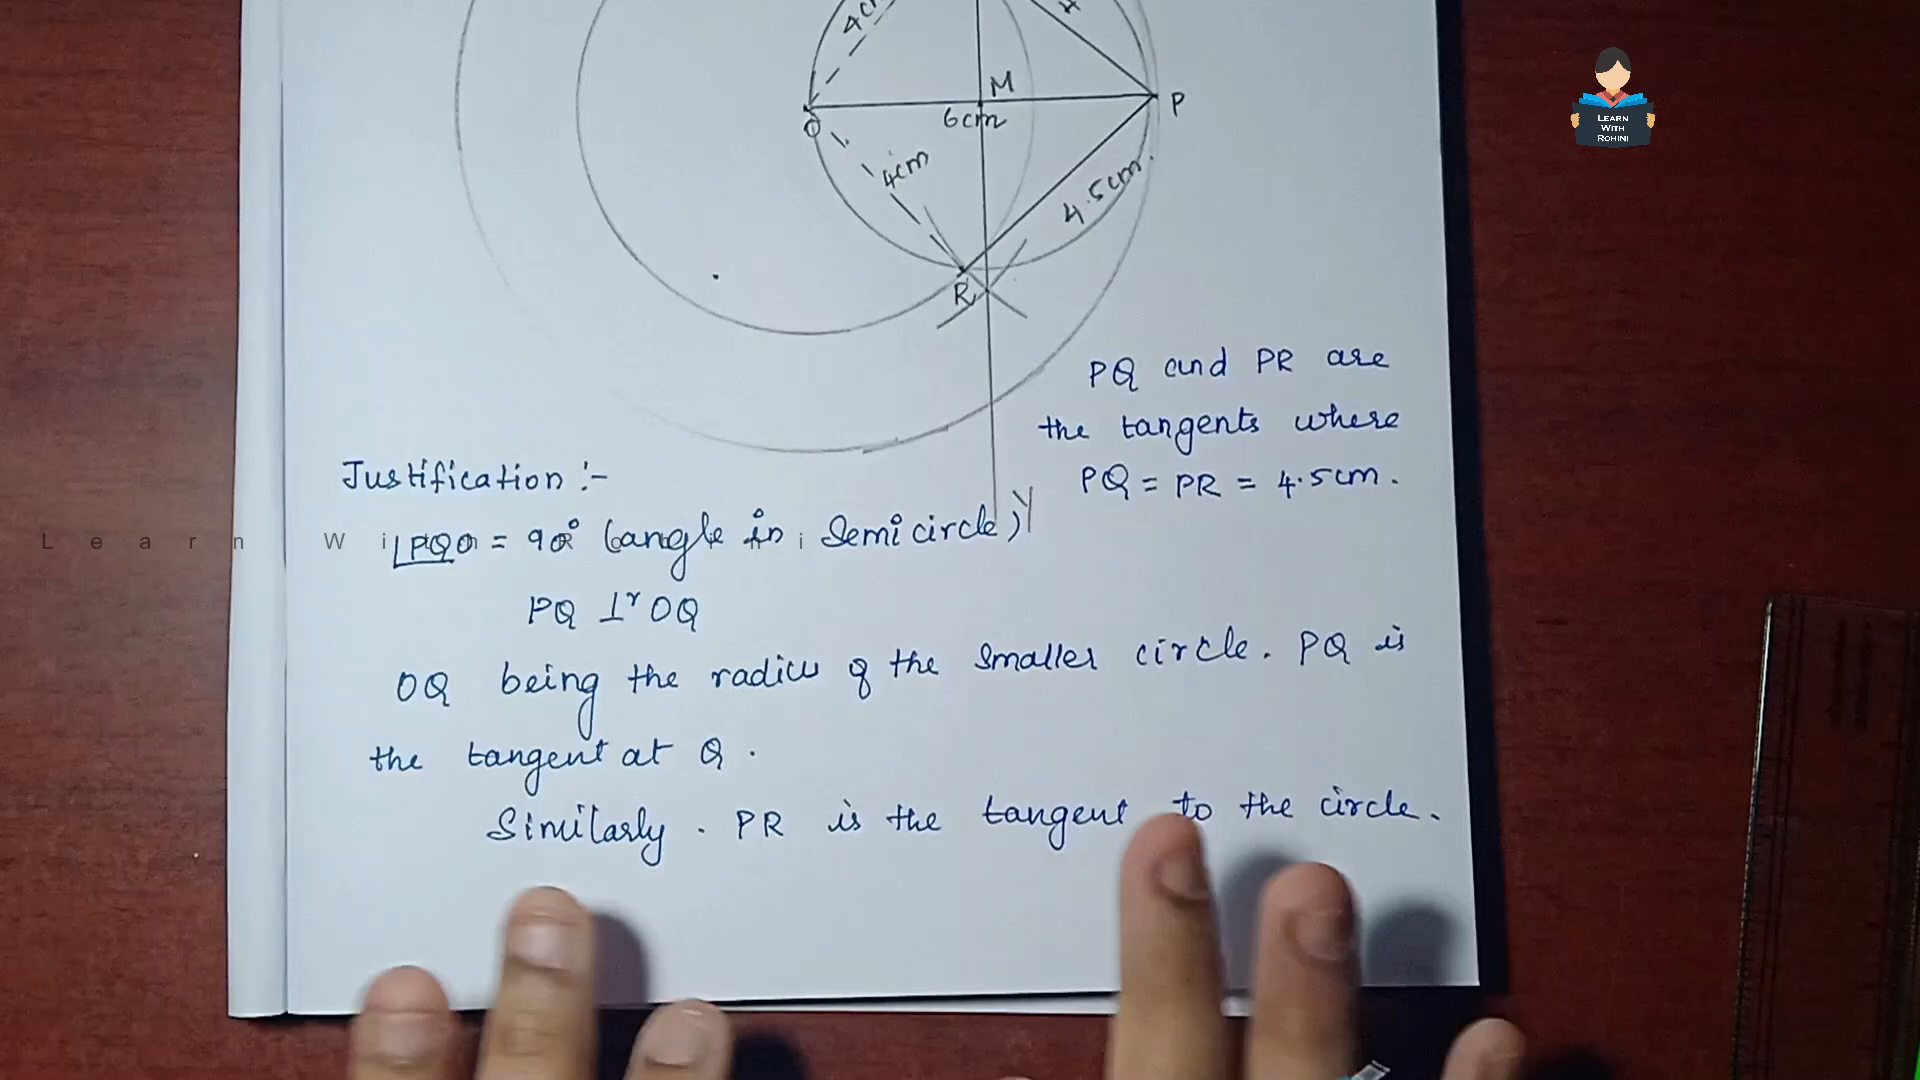 4cm
M
O
6cm
P
4cm
4.5cm.
R
PQ and PR are
the tangents where
PQ = PR = 4.5cm.
Y
Justification :-
∠PQO = 90° (angle in Semicircle)
PQ ⊥r OQ
OQ being the radius of the smaller circle. PQ is
the tangent at Q.
Similarly. PR is the tangent to the circle.
LEARN
WITH
ROHINI